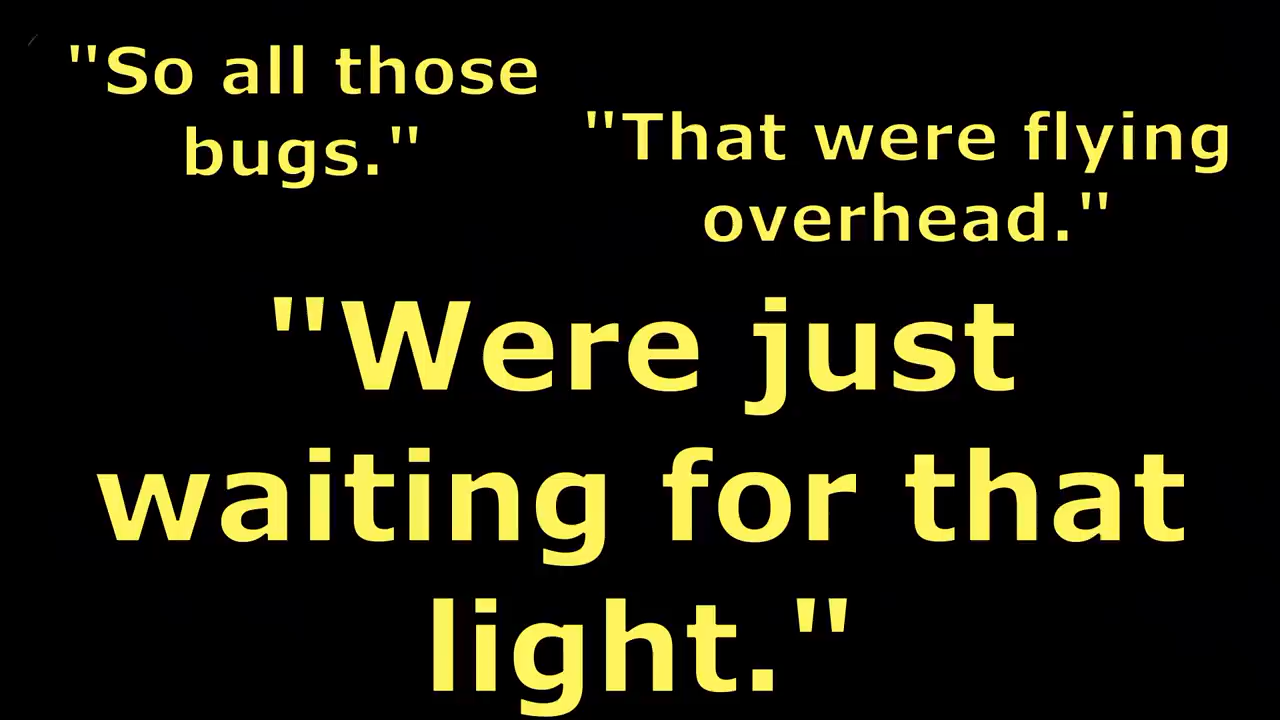 "So all those
bugs."
"That were flying
overhead."
"Were just
waiting for that
light."